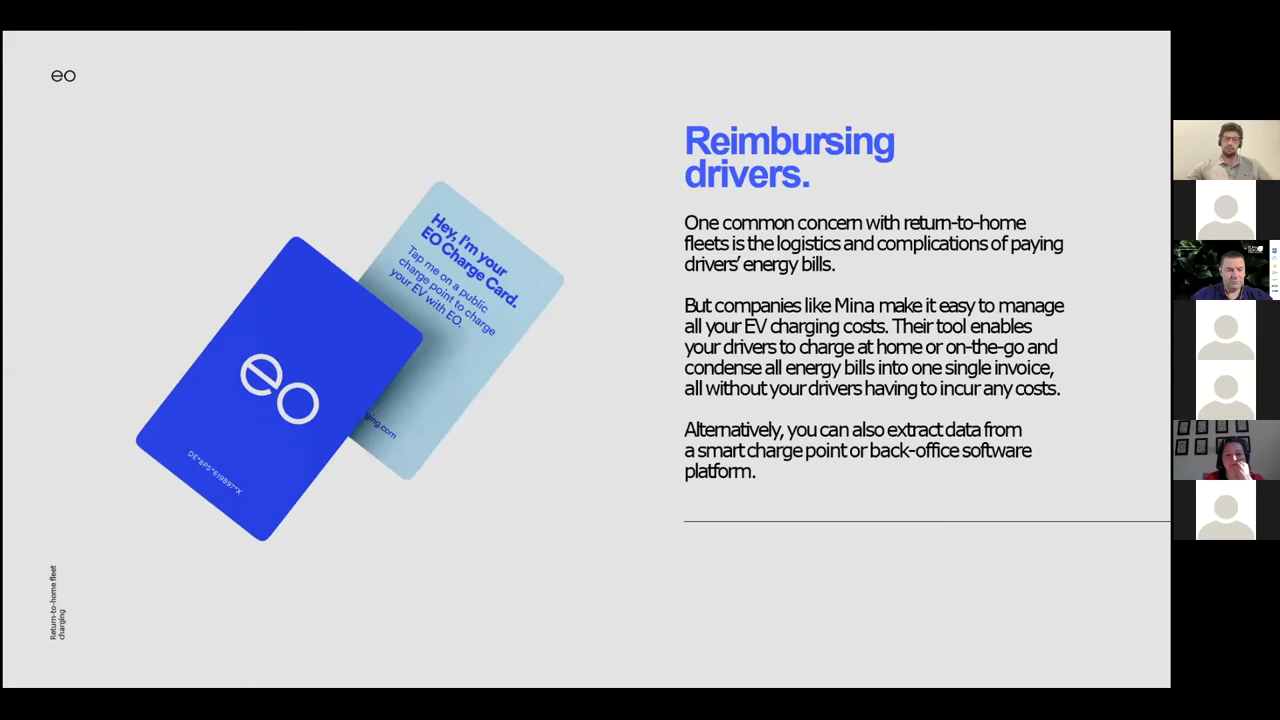 eo
Reimbursing
drivers.
One common concern with return-to-home
fleets is the logistics and complications of paying
drivers’ energy bills.
But companies like Mina make it easy to manage
all your EV charging costs. Their tool enables
your drivers to charge at home or on-the-go and
condense all energy bills into one single invoice,
all without your drivers having to incur any costs.
Alternatively, you can also extract data from
a smart charge point or back-office software
platform.
Hey, I'm your
EO Charge Card.
Tap me on a public
charge point to charge
your EV with EO.
ging.com
eo
Return-to-home fleet
charging